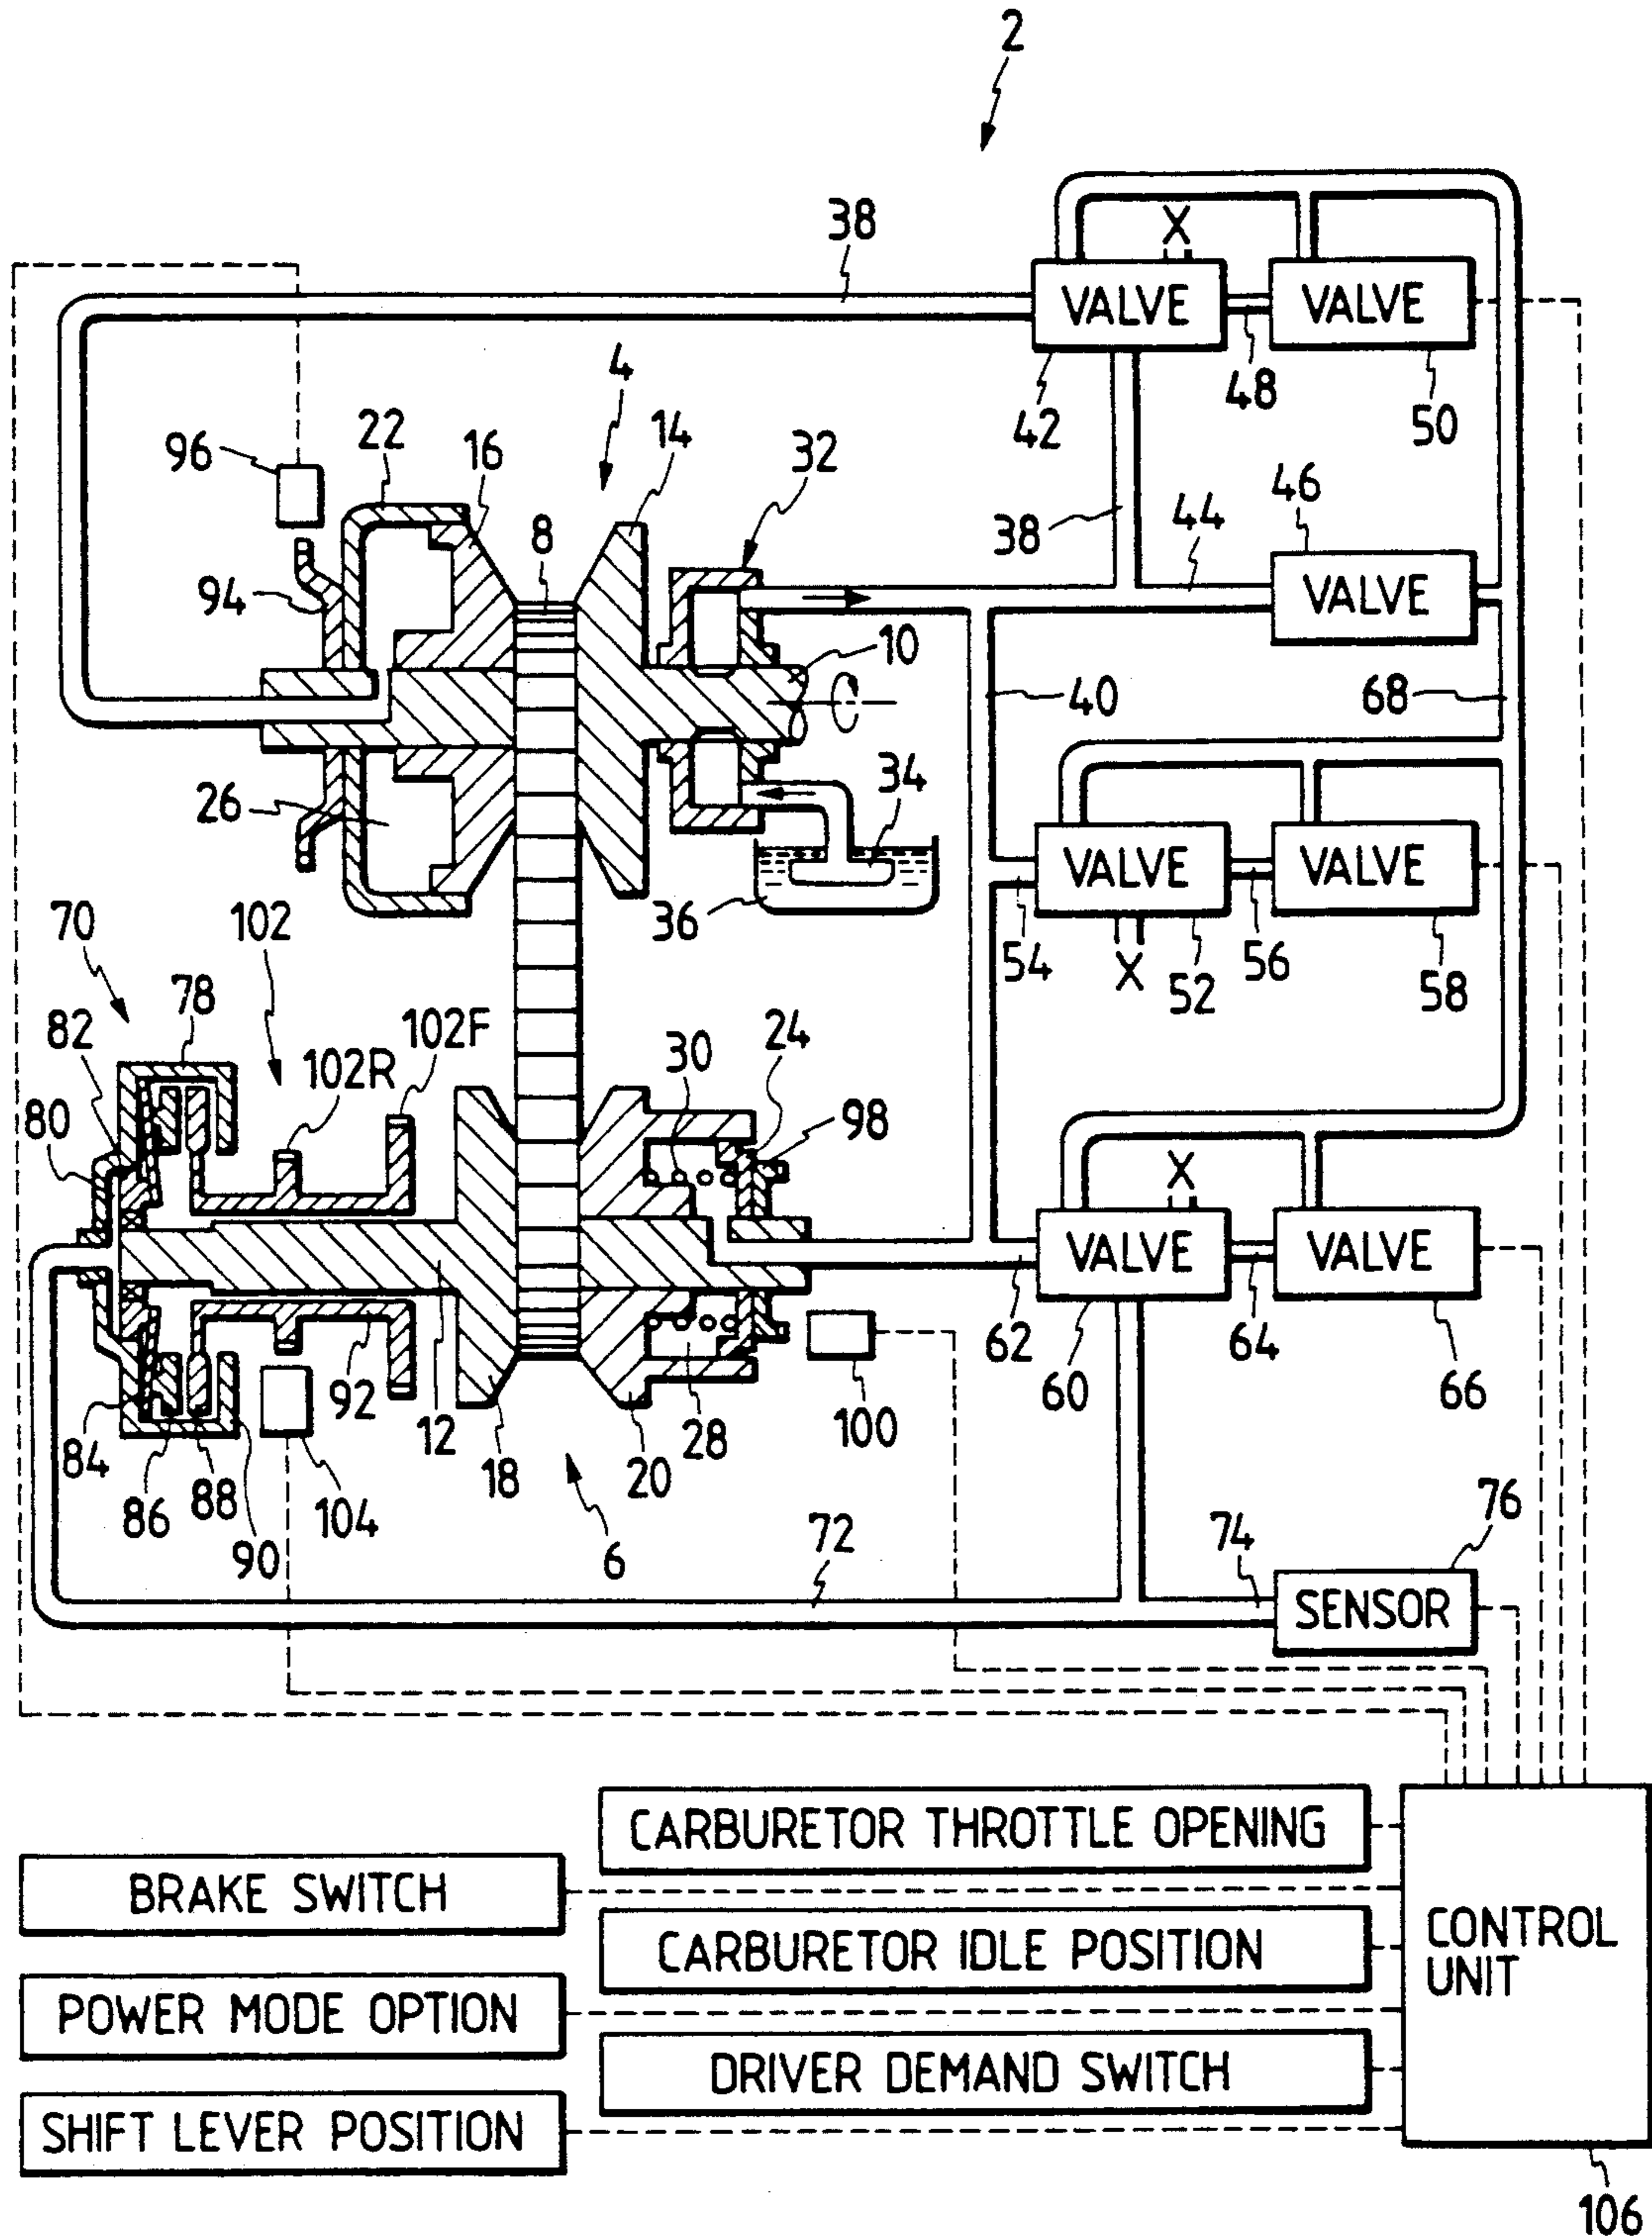 2
38
X
VALVE
VALVE
48
42
50
4
96
22
16
14
32
46
8
38
44
VALVE
94
10
40
68
34
26
VALVE
VALVE
36
54
56
X
52
58
70
102
78
82
102F
24
30
102R
98
80
X
VALVE
VALVE
62
64
60
66
92
12
28
100
84
18
20
86
88
104
90
6
72
74
76
SENSOR
CARBURETOR THROTTLE OPENING
BRAKE SWITCH
CARBURETOR IDLE POSITION
CONTROL
UNIT
POWER MODE OPTION
DRIVER DEMAND SWITCH
SHIFT LEVER POSITION
106